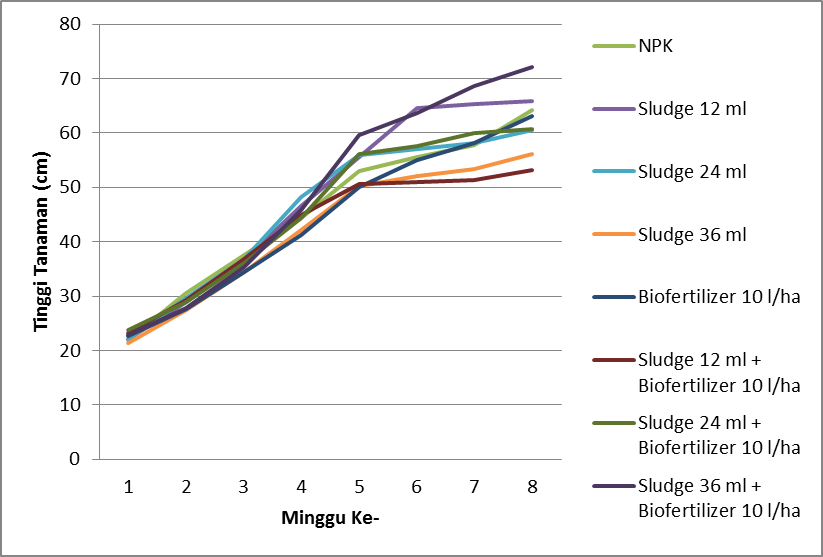 80
70
60
50
40
30
20
10
0
Tinggi Tanaman (cm)
1 2 3 4 5 6 7 8
Minggu Ke-
NPK
Sludge 12 ml
Sludge 24 ml
Sludge 36 ml
Biofertilizer 10 l/ha
Sludge 12 ml +
Biofertilizer 10 l/ha
Sludge 24 ml +
Biofertilizer 10 l/ha
Sludge 36 ml +
Biofertilizer 10 l/ha